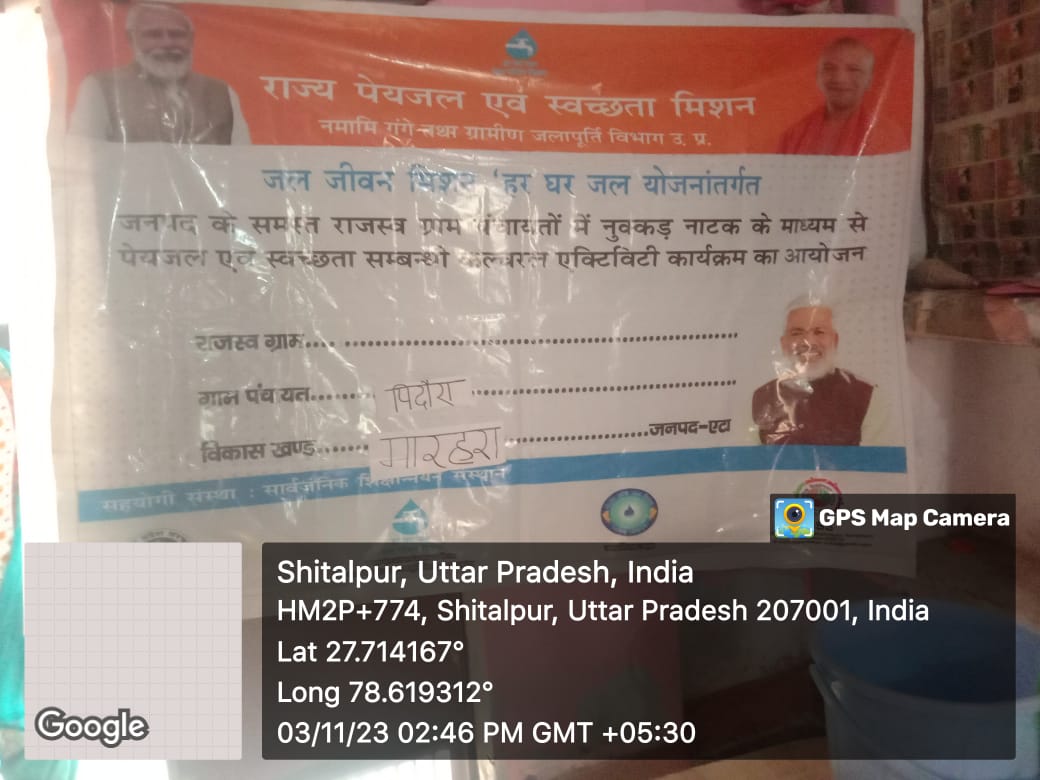 राज्य पेयजल एवं स्वच्छता मिशन
नमामि गंगे तथा ग्रामीण जलापूर्ति विभाग उ. प्र.
जल जीवन मिशन 'हर घर जल योजनांतर्गत
जनपद के समस्त राजस्व ग्राम पंचायतों में नुक्कड़ नाटक के माध्यम से
पेयजल एवं स्वच्छता सम्बन्धी कल्चरल एक्टिविटी कार्यक्रम का आयोजन
राजस्व ग्राम
ग्राम पंचायत पिदौरा
विकास खण्ड मारहरा जनपद-एटा
सहयोगी संस्था : सार्वजनिक शिक्षोन्नयन संस्थान
GPS Map Camera
Shitalpur, Uttar Pradesh, India
HM2P+774, Shitalpur, Uttar Pradesh 207001, India
Lat 27.714167°
Long 78.619312°
03/11/23 02:46 PM GMT +05:30
Google